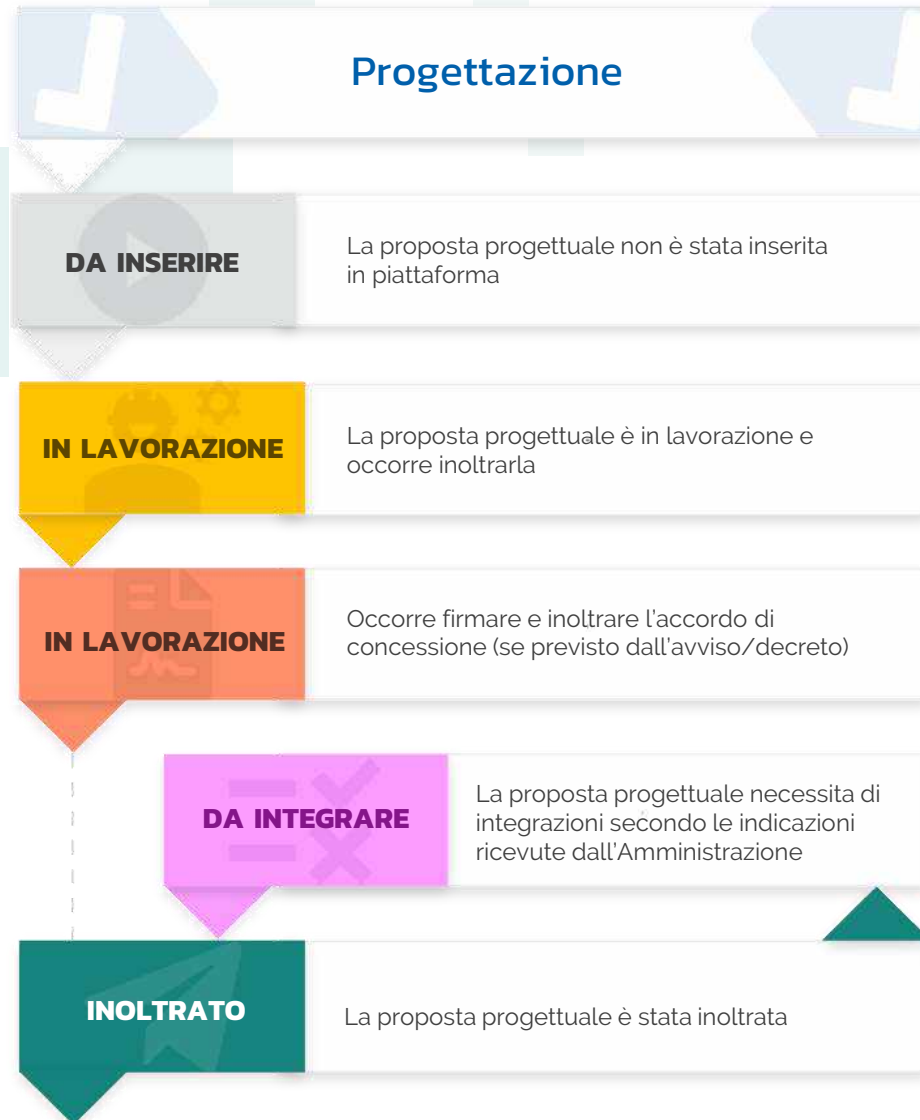 Progettazione
DA INSERIRE
La proposta progettuale non è stata inserita
in piattaforma
IN LAVORAZIONE
La proposta progettuale è in lavorazione e
occorre inoltrarla
IN LAVORAZIONE
Occorre firmare e inoltrare l'accordo di
concessione (se previsto dall'avviso/decreto)
DA INTEGRARE
La proposta progettuale necessita di
integrazioni secondo le indicazioni
ricevute dall'Amministrazione
INOLTRATO
La proposta progettuale è stata inoltrata